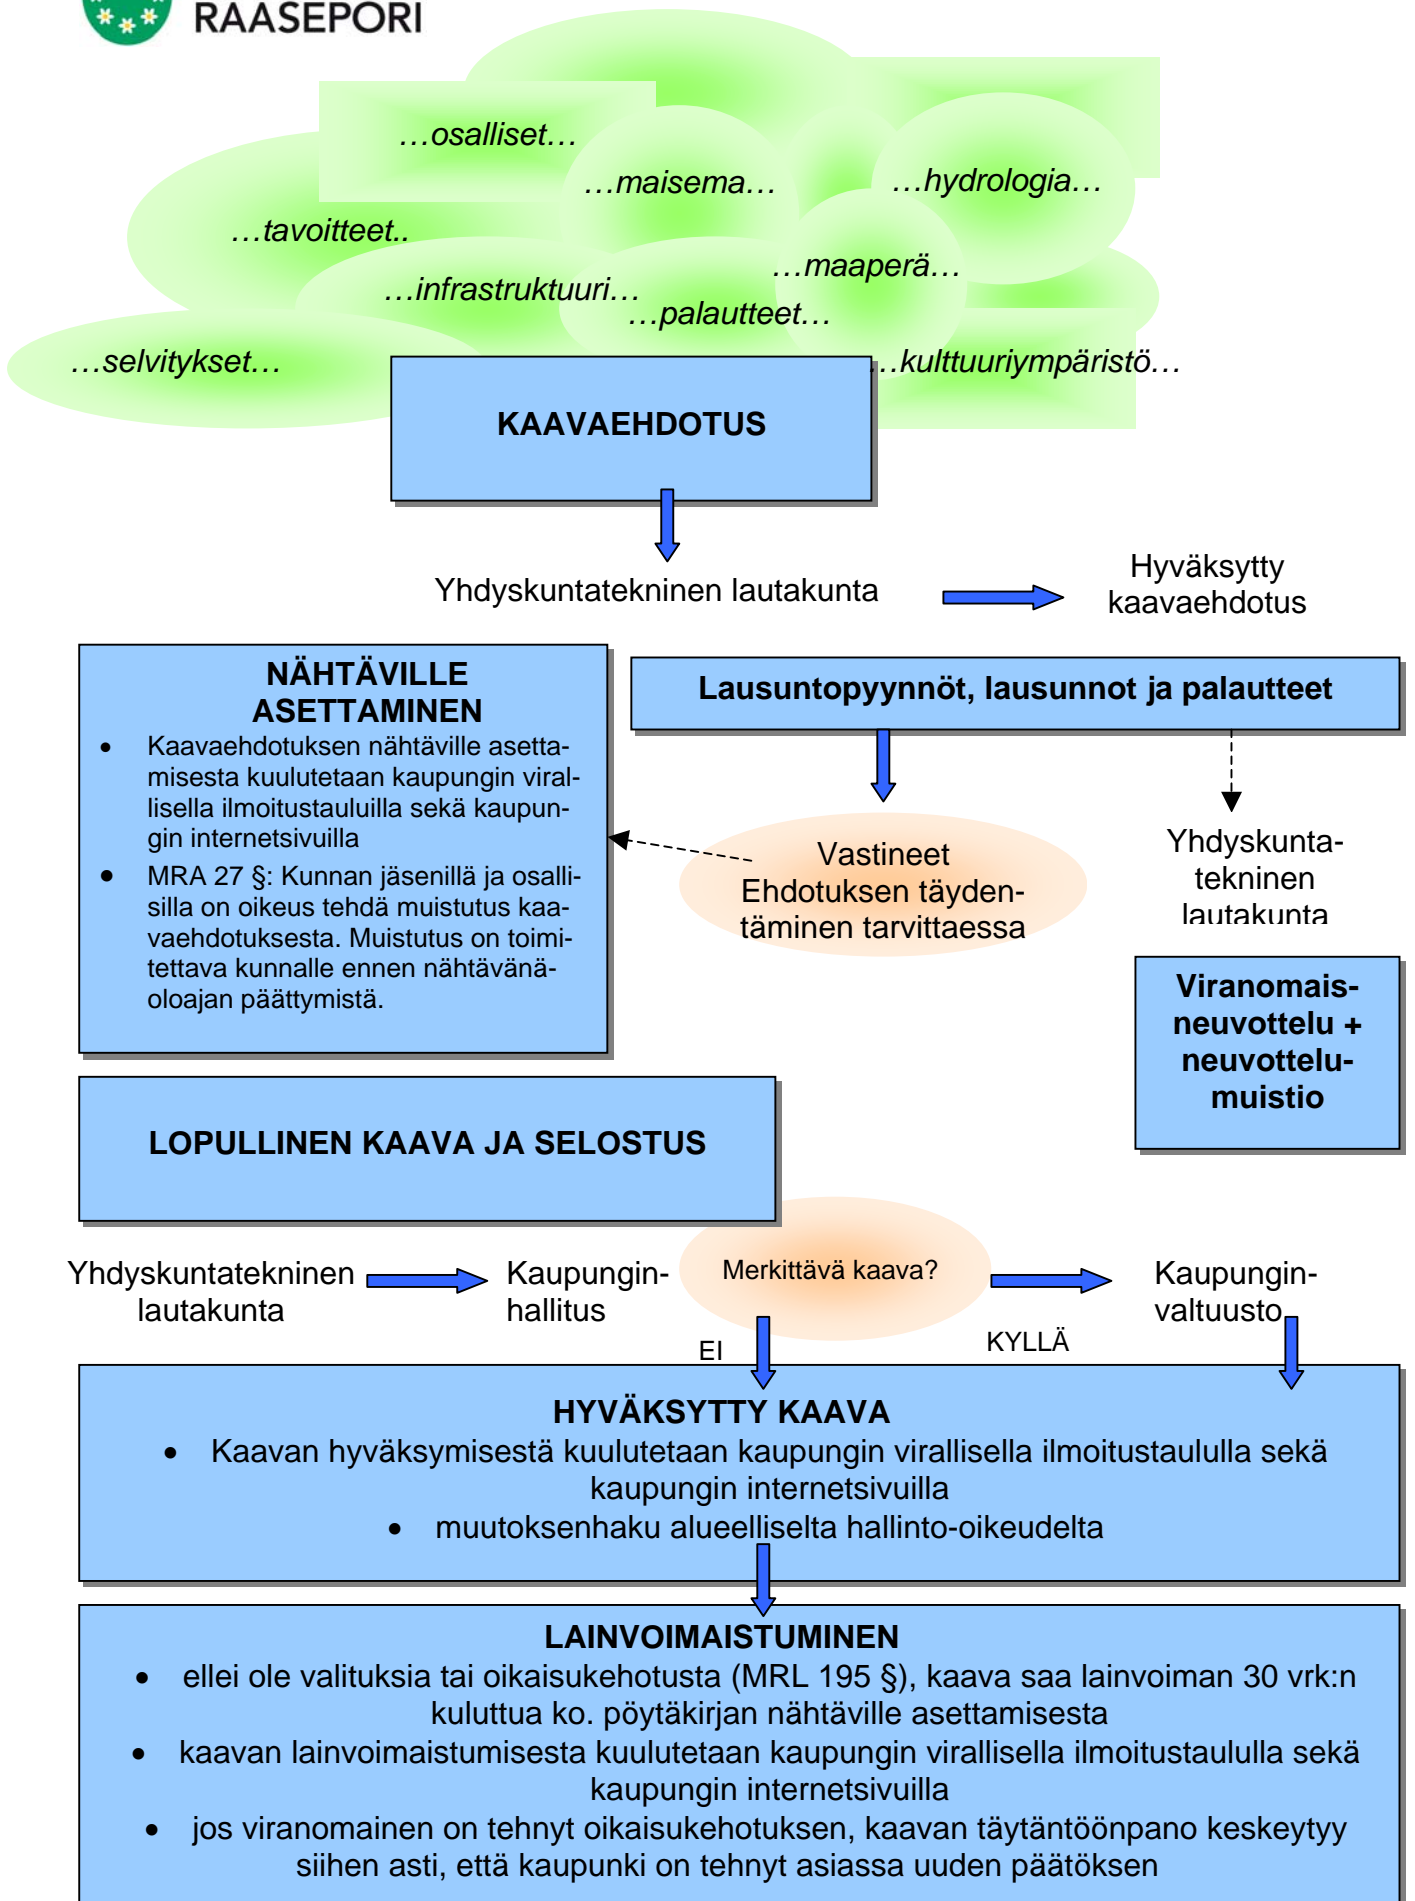 RAASEPORI
…osalliset…
…maisema…
…hydrologia…
…tavoitteet..
…maaperä…
…infrastruktuuri…
…palautteet…
…selvitykset…
…kulttuuriympäristö…
KAAVAEHDOTUS
Yhdyskuntatekninen lautakunta
Hyväksytty
kaavaehdotus
NÄHTÄVILLE
ASETTAMINEN
• Kaavaehdotuksen nähtäville asetta-
misesta kuulutetaan kaupungin viral-
lisella ilmoitustauluilla sekä kaupun-
gin internetsivuilla
• MRA 27 §: Kunnan jäsenillä ja osalli-
silla on oikeus tehdä muistutus kaa-
vaehdotuksesta. Muistutus on toimi-
tettava kunnalle ennen nähtävänä-
oloajan päättymistä.
Lausuntopyynnöt, lausunnot ja palautteet
Vastineet
Ehdotuksen täyden-
täminen tarvittaessa
Yhdyskunta-
tekninen
lautakunta
Viranomais-
neuvottelu +
neuvottelu-
muistio
LOPULLINEN KAAVA JA SELOSTUS
Yhdyskuntatekninen
lautakunta
Kaupungin-
hallitus
Merkittävä kaava?
Kaupungin-
valtuusto
EI
KYLLÄ
HYVÄKSYTTY KAAVA
• Kaavan hyväksymisestä kuulutetaan kaupungin virallisella ilmoitustaululla sekä
kaupungin internetsivuilla
• muutoksenhaku alueelliselta hallinto-oikeudelta
LAINVOIMAISTUMINEN
• ellei ole valituksia tai oikaisukehotusta (MRL 195 §), kaava saa lainvoiman 30 vrk:n
kuluttua ko. pöytäkirjan nähtäville asettamisesta
• kaavan lainvoimaistumisesta kuulutetaan kaupungin virallisella ilmoitustaululla sekä
kaupungin internetsivuilla
• jos viranomainen on tehnyt oikaisukehotuksen, kaavan täytäntöönpano keskeytyy
siihen asti, että kaupunki on tehnyt asiassa uuden päätöksen